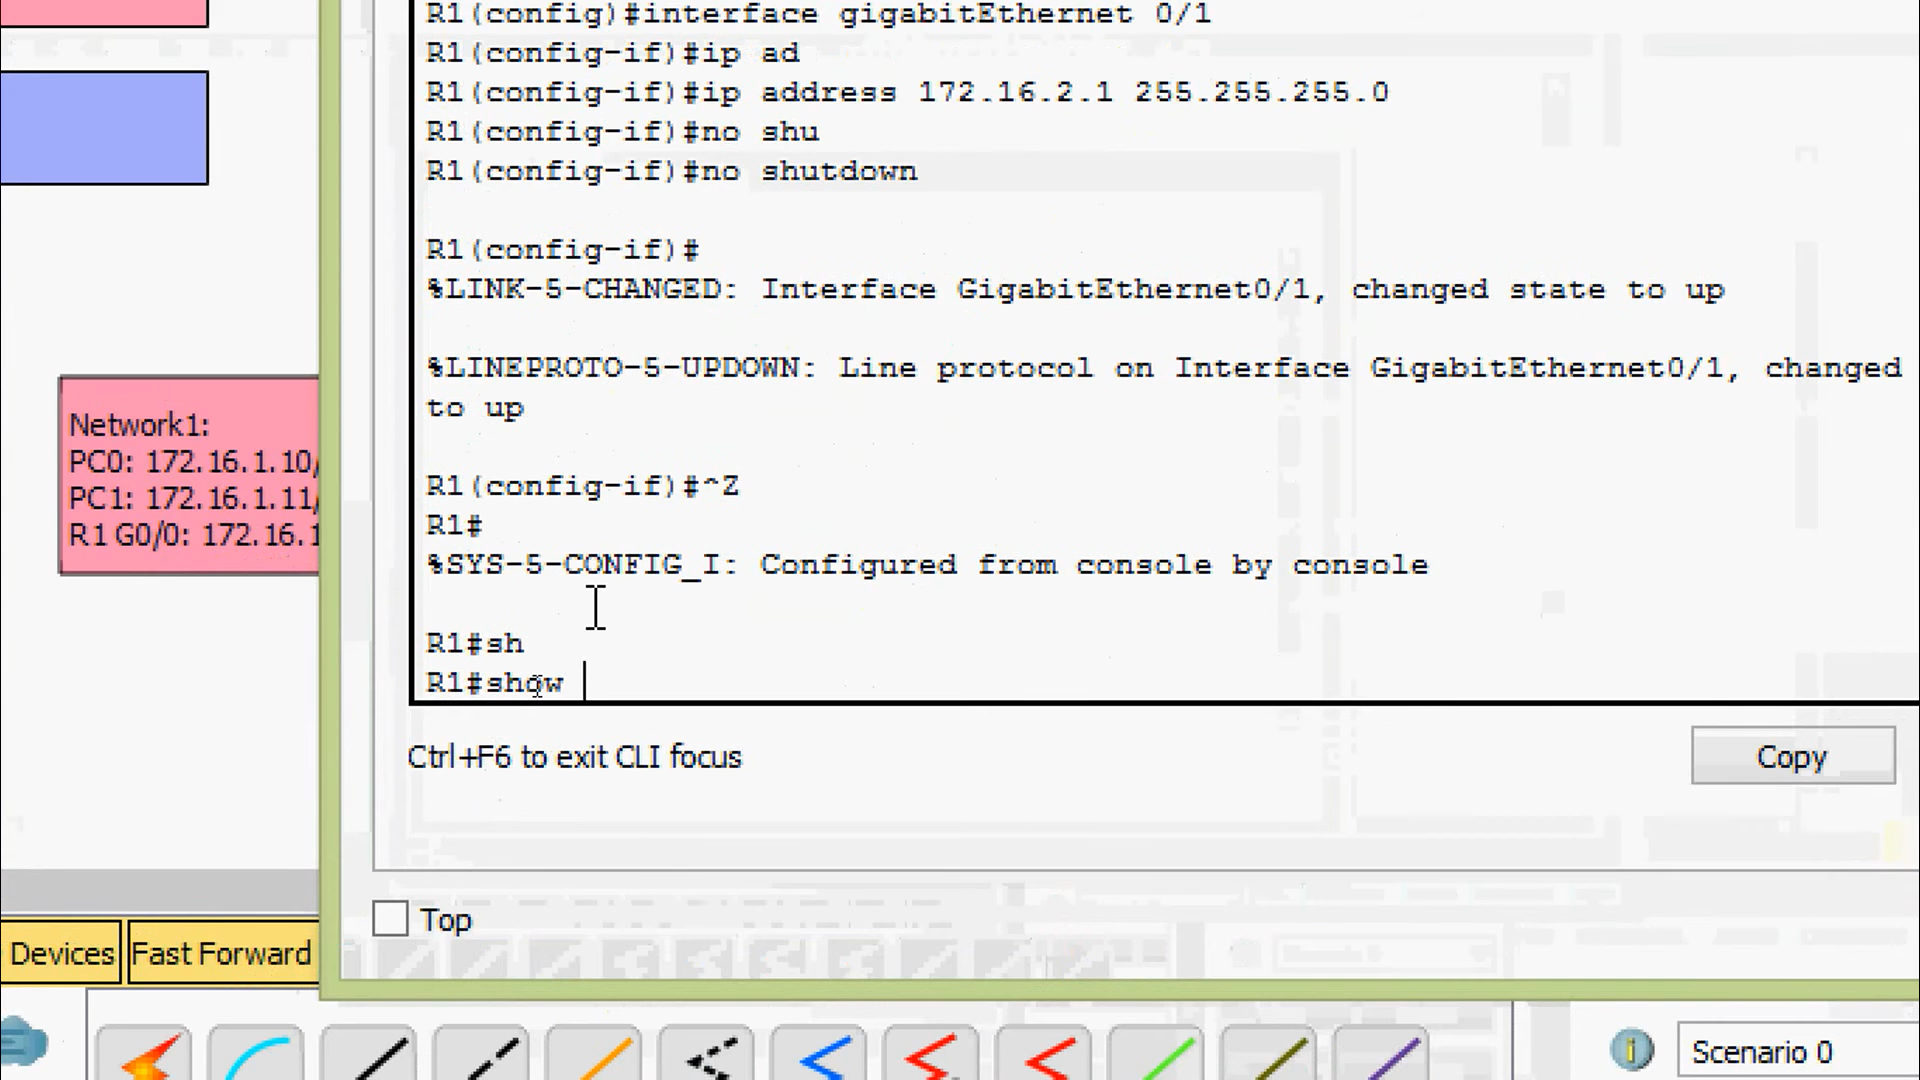 R1(config)#interface gigabitEthernet 0/1
R1(config-if)#ip ad
R1(config-if)#ip address 172.16.2.1 255.255.255.0
R1(config-if)#no shu
R1(config-if)#no shutdown
R1(config-if)#
%LINK-5-CHANGED: Interface GigabitEthernet0/1, changed state to up
%LINEPROTO-5-UPDOWN: Line protocol on Interface GigabitEthernet0/1, changed
to up
R1(config-if)#^Z
R1#
%SYS-5-CONFIG_I: Configured from console by console
R1#sh
R1#show
Network1:
PC0: 172.16.1.10/
PC1: 172.16.1.11/
R1 G0/0: 172.16.1
Ctrl+F6 to exit CLI focus
Copy
Top
Devices
Fast Forward
Scenario 0